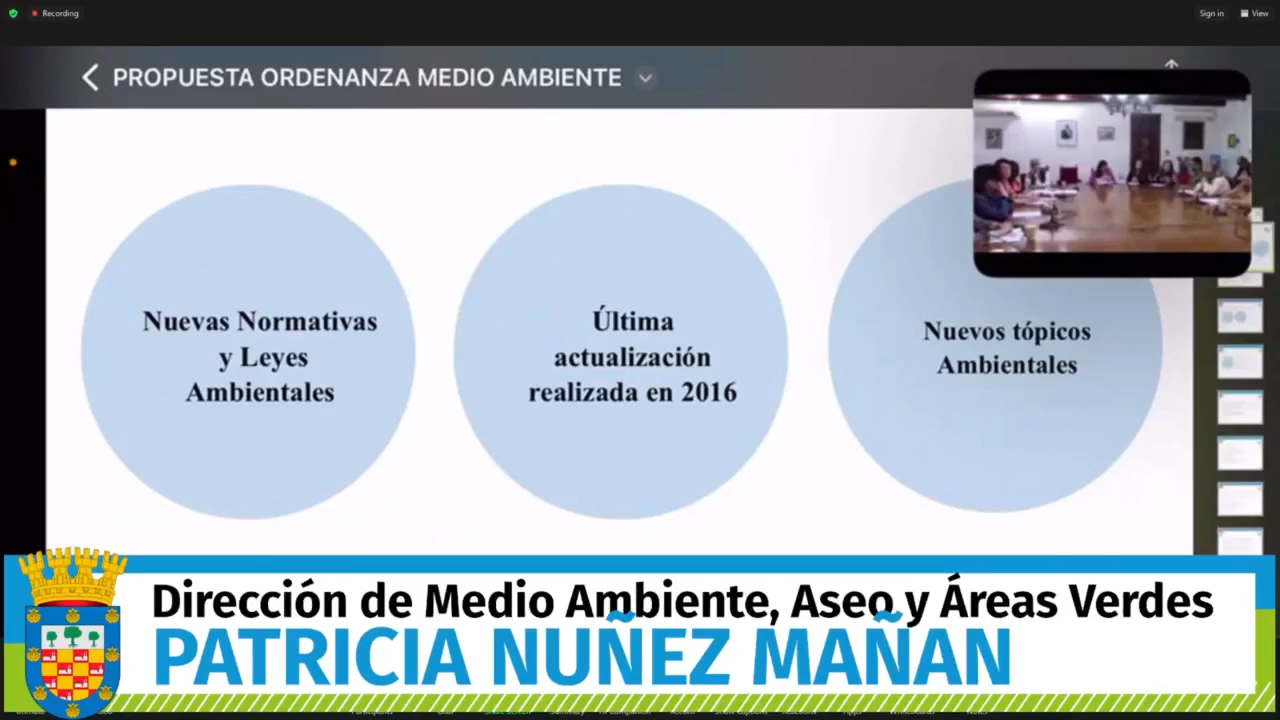 Recording
Sign in
View
PROPUESTA ORDENANZA MEDIO AMBIENTE
Nuevas Normativas
y Leyes
Ambientales
Última
actualización
realizada en 2016
Nuevos tópicos
Ambientales
Dirección de Medio Ambiente, Aseo y Áreas Verdes
PATRICIA NUÑEZ MAÑAN